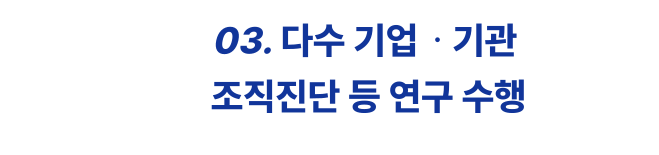 03. 다수 기업 · 기관
조직진단 등 연구 수행